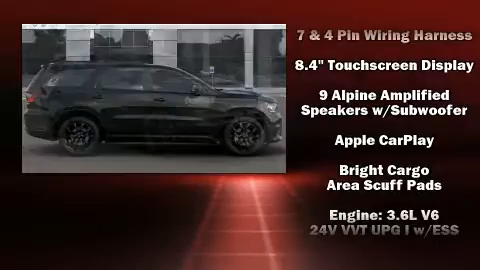 7 & 4 Pin Wiring Harness
8.4" Touchscreen Display
9 Alpine Amplified
Speakers w/Subwoofer
Apple CarPlay
Bright Cargo
Area Scuff Pads
Engine: 3.6L V6
24V VVT UPG I w/ESS